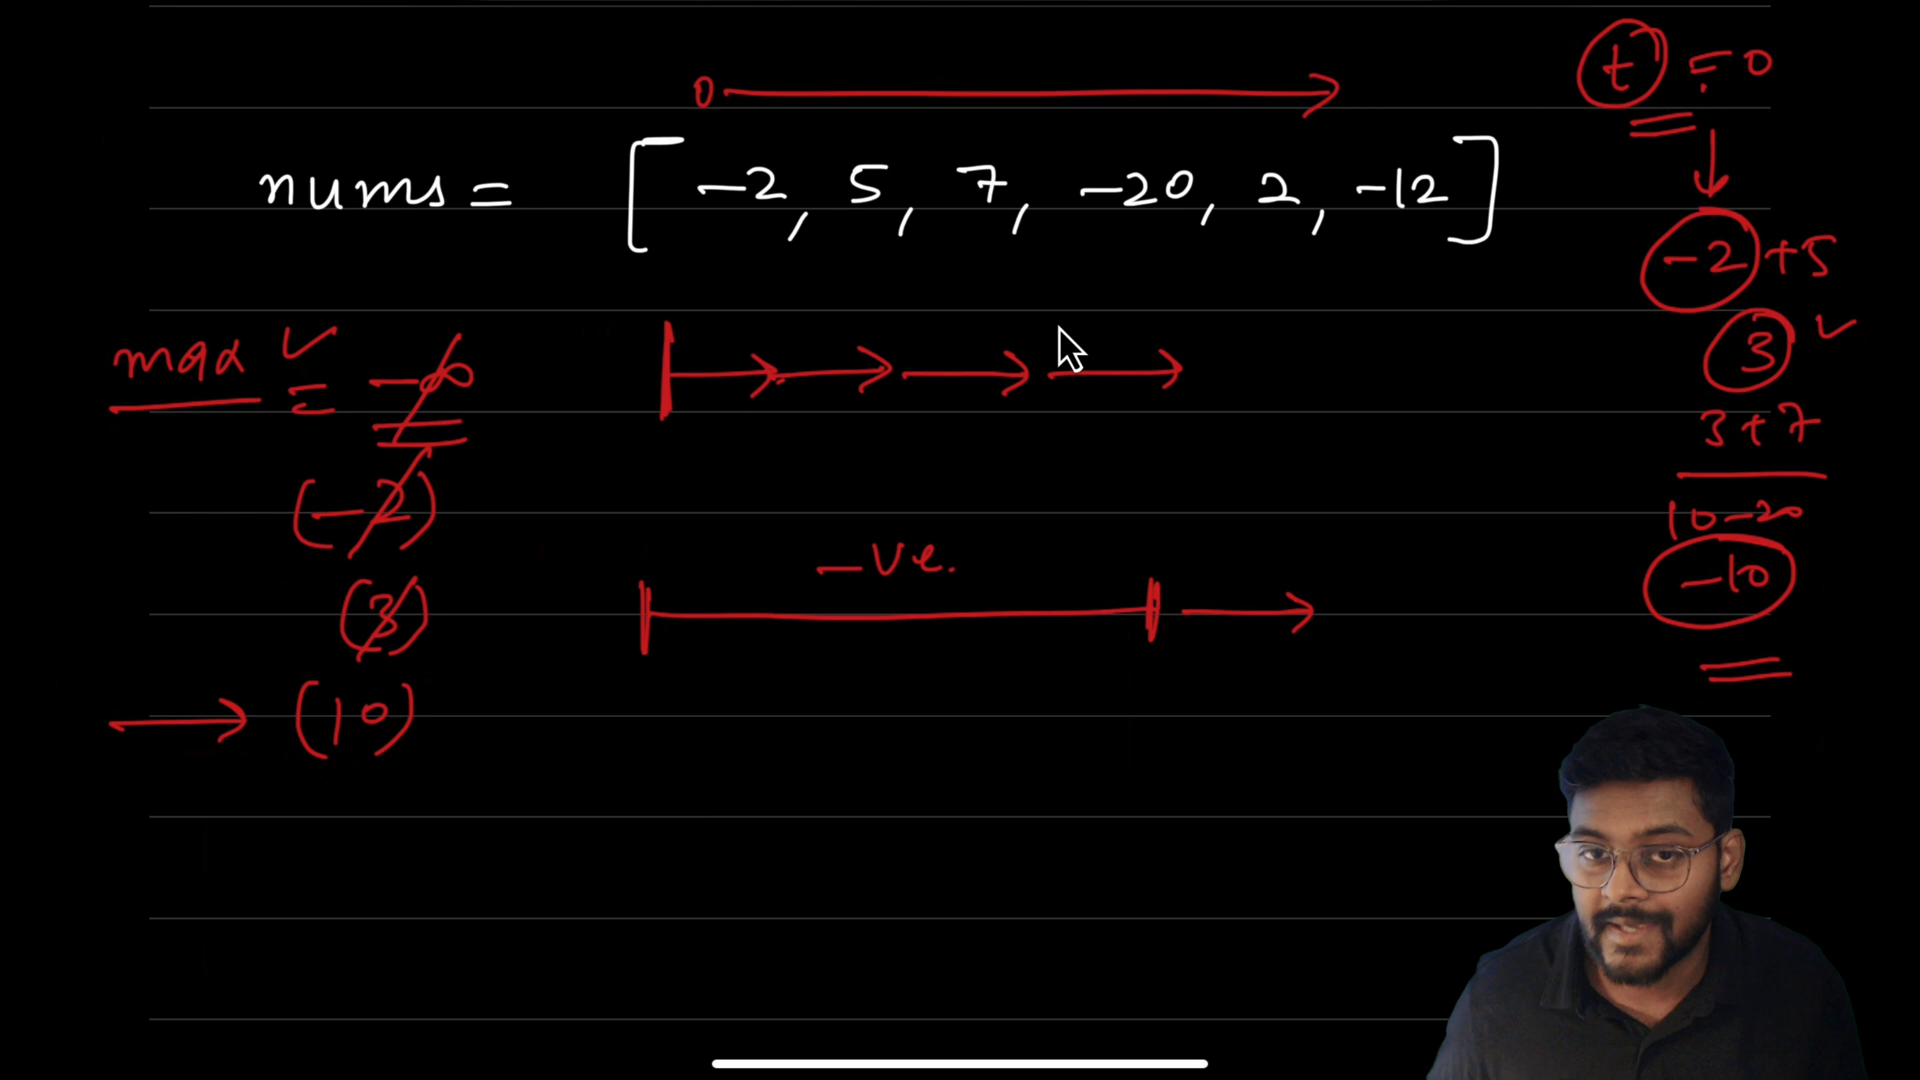 0
t = 0
nums = [ -2, 5, 7, -20, 2, -12 ]
-2 + 5
max = -∞
3
3 + 7
(-2)
10 - 20
-ve.
-10
(3)
(10)